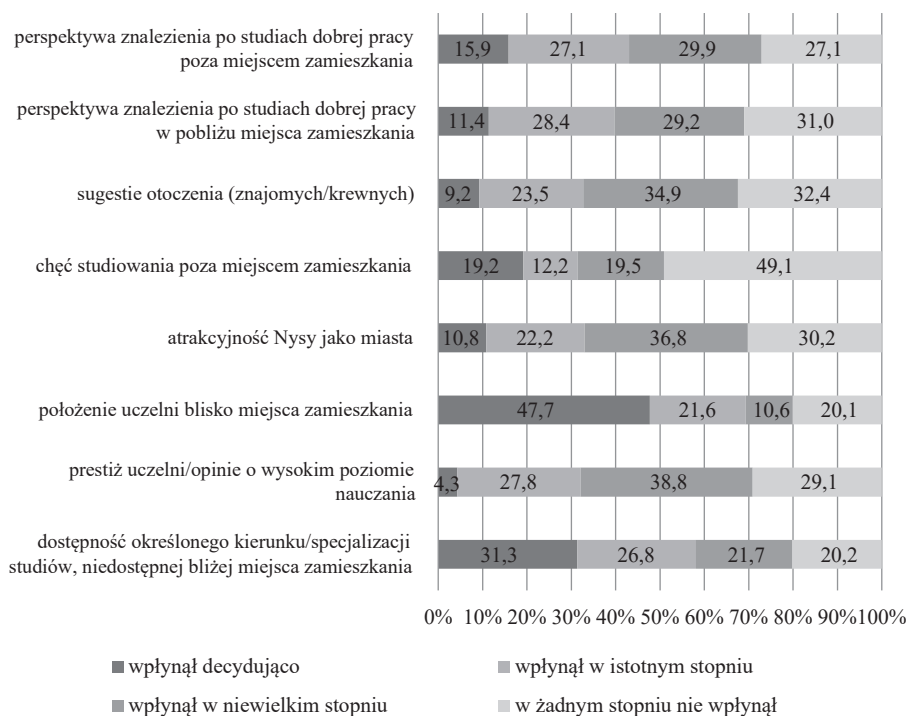 perspektywa znalezienia po studiach dobrej pracy
poza miejscem zamieszkania
15,9 27,1 29,9 27,1
perspektywa znalezienia po studiach dobrej pracy
w pobliżu miejsca zamieszkania
11,4 28,4 29,2 31,0
sugestie otoczenia (znajomych/krewnych)
9,2 23,5 34,9 32,4
chęć studiowania poza miejscem zamieszkania
19,2 12,2 19,5 49,1
atrakcyjność Nysy jako miasta
10,8 22,2 36,8 30,2
położenie uczelni blisko miejsca zamieszkania
47,7 21,6 10,6 20,1
prestiż uczelni/opinie o wysokim poziomie
nauczania
4,3 27,8 38,8 29,1
dostępność określonego kierunku/specjalizacji
studiów, niedostępnej bliżej miejsca zamieszkania
31,3 26,8 21,7 20,2
0% 10% 20% 30% 40% 50% 60% 70% 80% 90% 100%
wpłynął decydująco
wpłynął w istotnym stopniu
wpłynął w niewielkim stopniu
w żadnym stopniu nie wpłynął